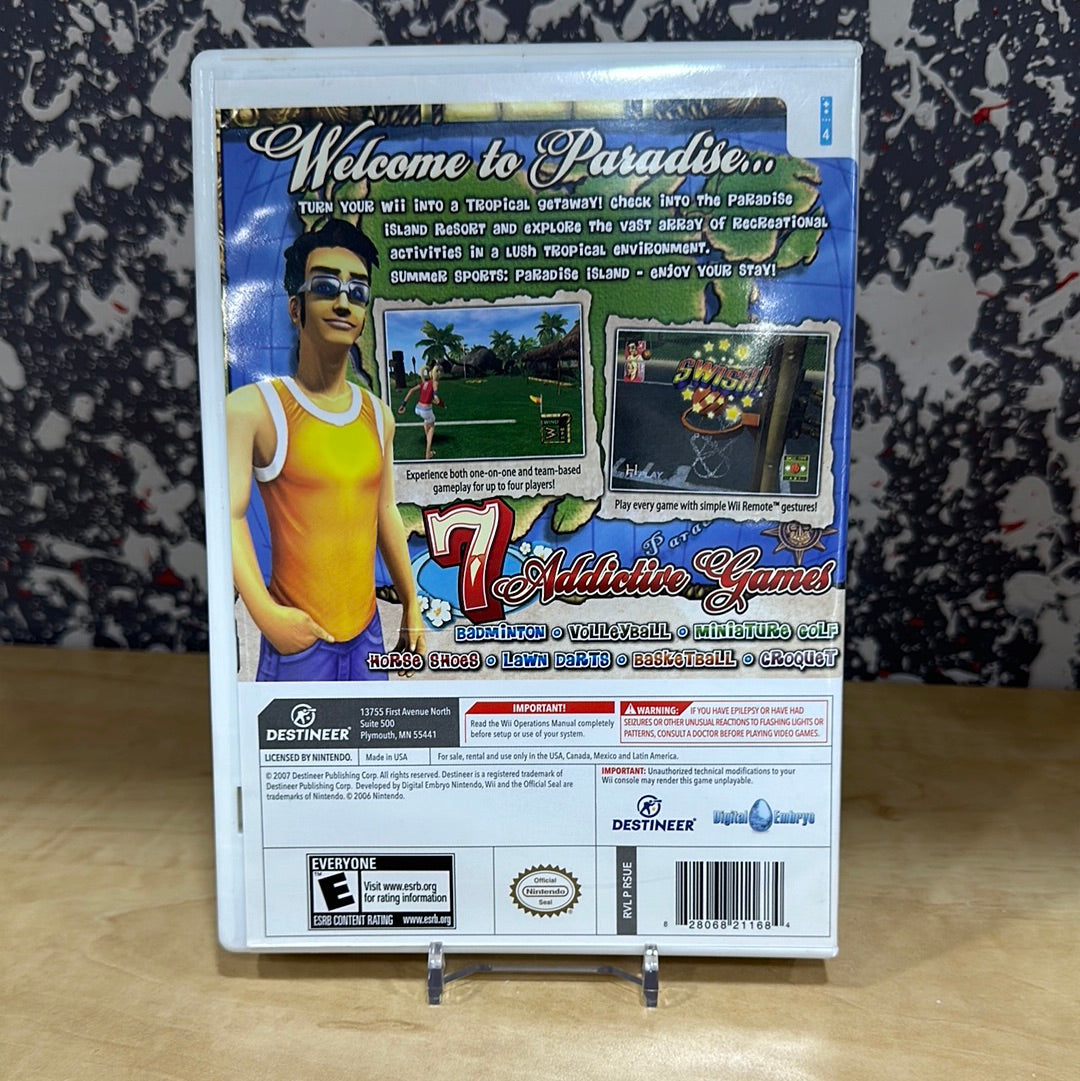 4
Welcome to Paradise...
TURN YOUR Wii iNTO A TROPiCAL GETAWAY! CHECK iNTO THE PARADiSE
iSLAND RESORT AND EXPLORE THE VAST ARRAY OF RECREATiONAL
ACTiViTiES iN A LUSH TROPiCAL ENViRONMENT.
SUMMER SPORTS: PARADiSE iSLAND - ENJOY YOUR STAY!
WIND
SWISH!
Experience both one-on-one and team-based
gameplay for up to four players!
Play every game with simple Wii Remote™ gestures!
7 Addictive Games
BADMiNTON • VOLLEYBALL • MiNiATURE GOLF
HORSE SHOES • LAWN DARTS • BASKETBALL • CROQUET
DESTINEER
13755 First Avenue North
Suite 500
Plymouth, MN 55441
IMPORTANT!
Read the Wii Operations Manual completely
before setup or use of your system.
WARNING: IF YOU HAVE EPILEPSY OR HAVE HAD
SEIZURES OR OTHER UNUSUAL REACTIONS TO FLASHING LIGHTS OR
PATTERNS, CONSULT A DOCTOR BEFORE PLAYING VIDEO GAMES.
LICENSED BY NINTENDO.
Made in USA
For sale, rental and use only in the USA, Canada, Mexico and Latin America.
© 2007 Destineer Publishing Corp. All rights reserved. Destineer is a registered trademark of
Destineer Publishing Corp. Developed by Digital Embryo Nintendo, Wii and the Official Seal are
trademarks of Nintendo. © 2006 Nintendo.
IMPORTANT: Unauthorized technical modifications to your
Wii console may render this game unplayable.
DESTINEER
Digital Embryo
EVERYONE
E
Visit www.esrb.org
for rating information
ESRB CONTENT RATING www.esrb.org
Official
Nintendo
Seal
RVL P RSUE
8 28068 21168 4